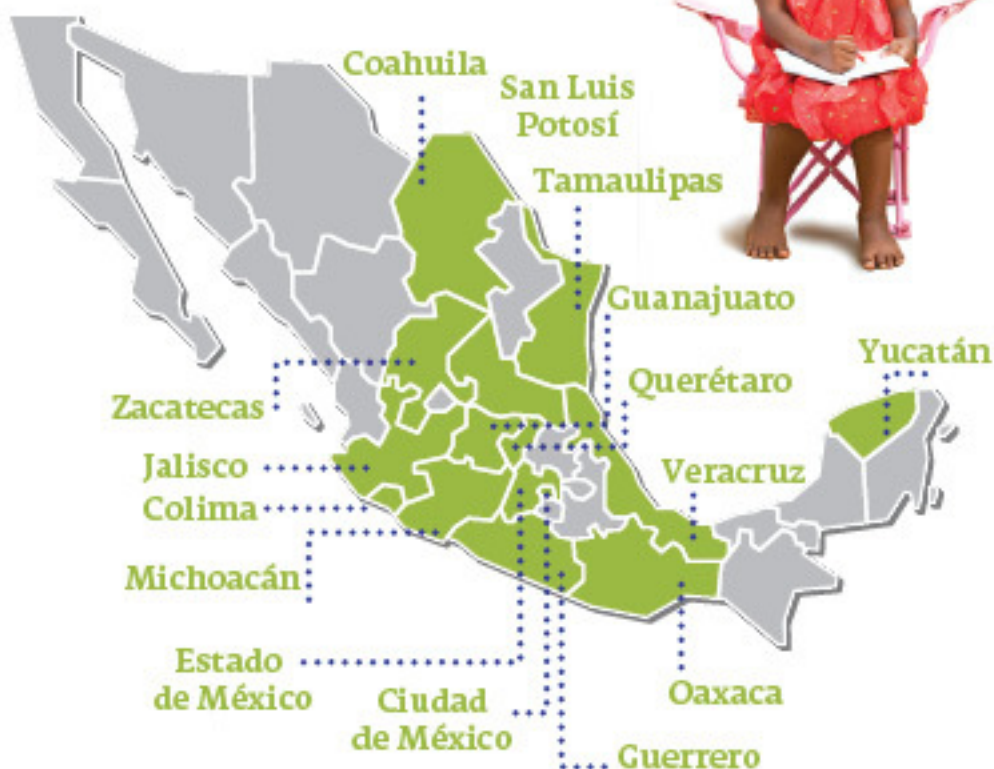 Coahuila
San Luis
Potosí
Tamaulipas
Guanajuato
Yucatán
Querétaro
Zacatecas
Jalisco
Veracruz
Colima
Michoacán
Estado
de México
Ciudad
de México
Oaxaca
Guerrero